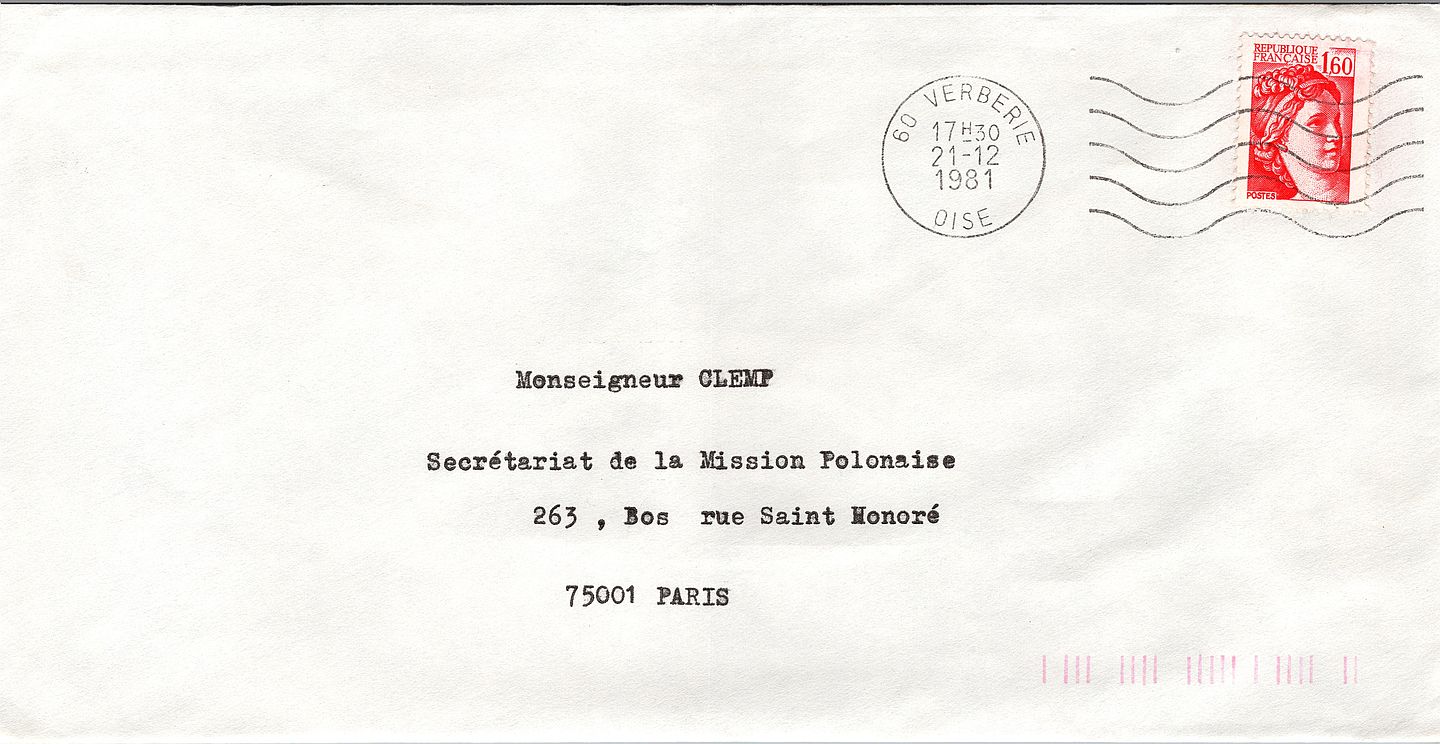 REPUBLIQUE
FRANÇAISE 1,60
POSTES
60 VERBERIE
17H30
21-12
1981
OISE
Monseigneur GLEMP
Secrétariat de la Mission Polonaise
263 , Bos rue Saint Honoré
75001 PARIS